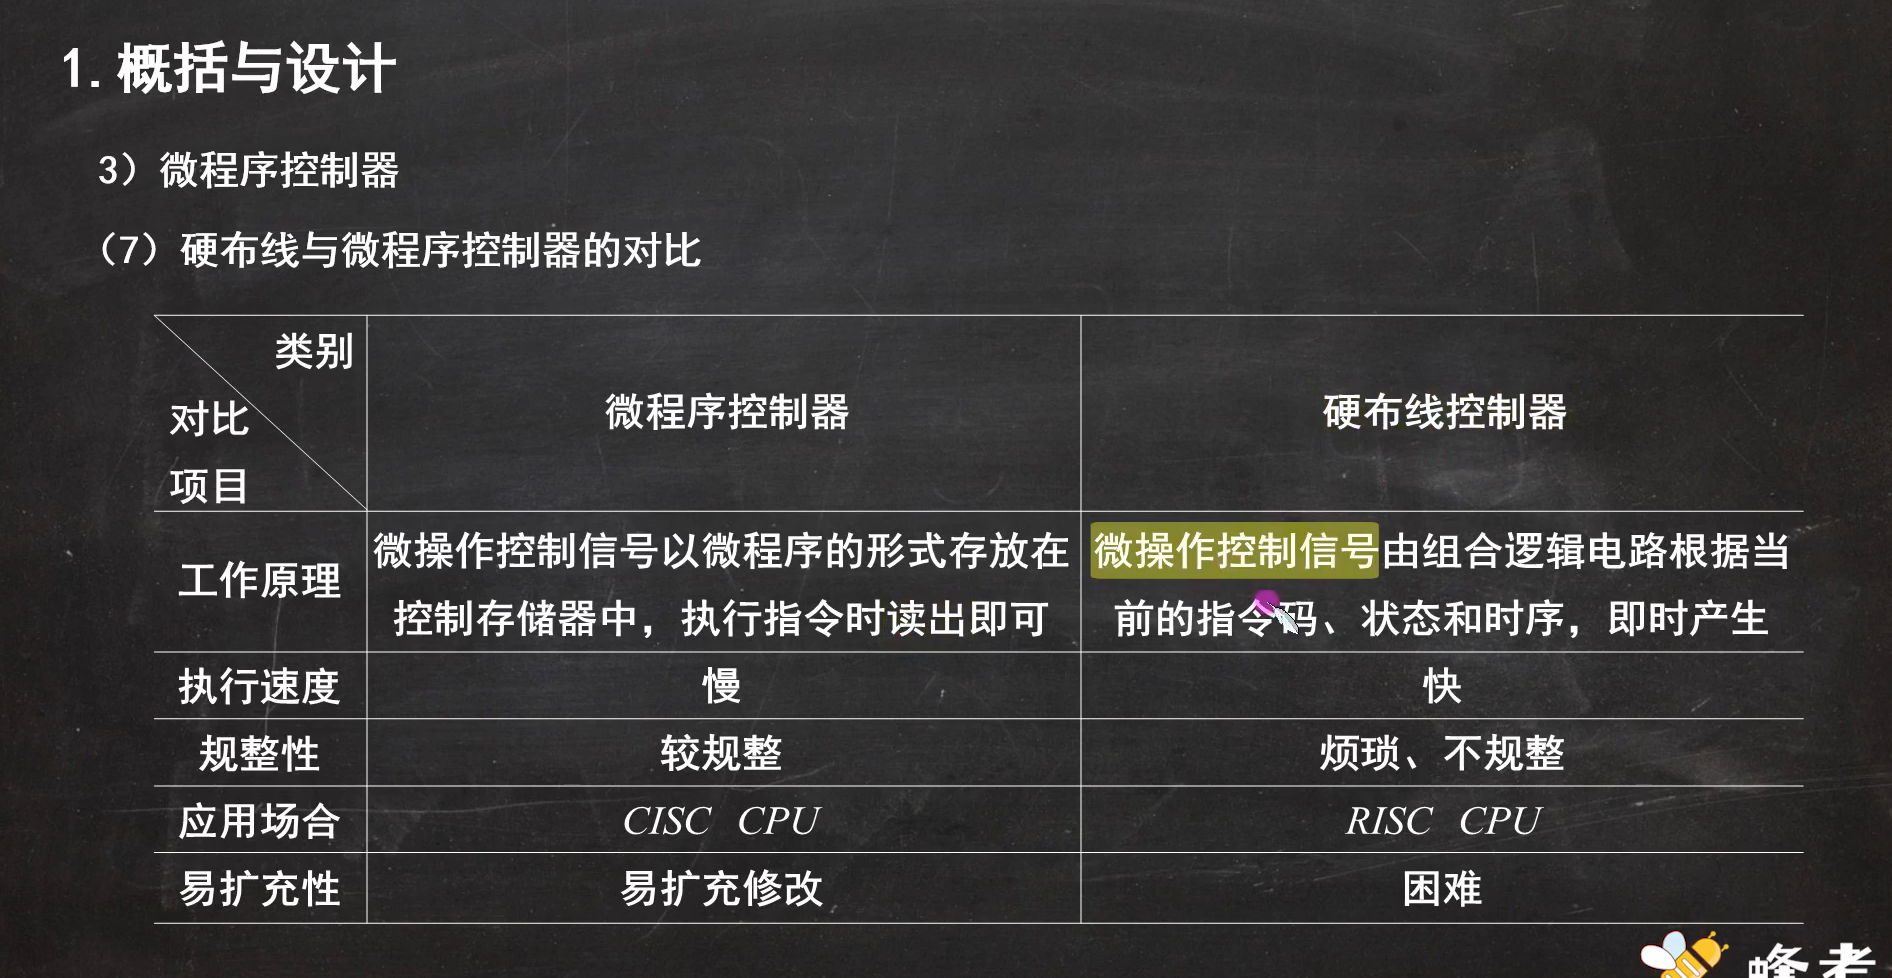 1.概括与设计
3）微程序控制器
（7）硬布线与微程序控制器的对比
类别
对比
项目
微程序控制器
硬布线控制器
工作原理
微操作控制信号以微程序的形式存放在
控制存储器中，执行指令时读出即可
微操作控制信号由组合逻辑电路根据当
前的指令码、状态和时序，即时产生
执行速度
慢
快
规整性
较规整
烦琐、不规整
应用场合
CISC CPU
RISC CPU
易扩充性
易扩充修改
困难
蜂考